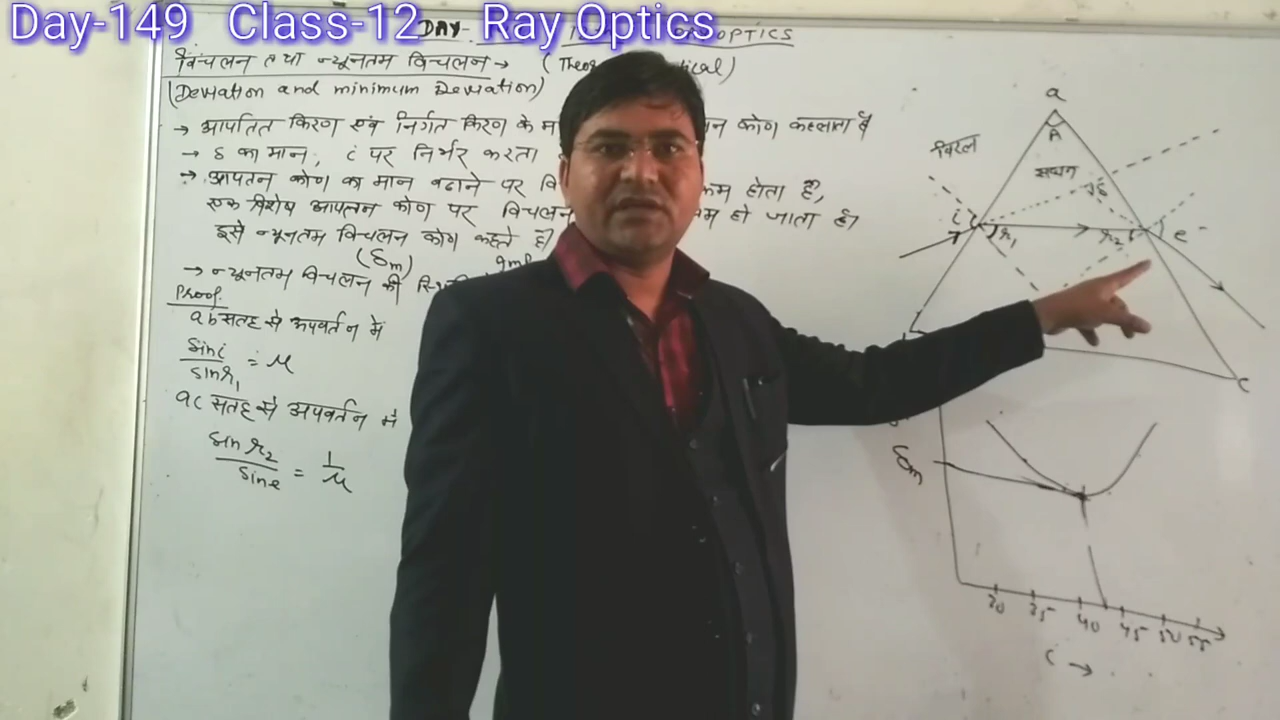 Day-149 Class-12 Ray Optics
DAY- OPTICS
विचलन तथा न्यूनतम विचलन →
(Deviation and minimum Deviation)
→ आपतित किरण एवं निर्गत किरण के कोण कहलाता है
→ δ का मान, i पर निर्भर करता
→ आपतन कोण का मान बढाने पर कम होता है,
एक विशेष आपतन कोण पर विचलन हो जाता है।
इसे न्यूनतम विचलन कोण कहते है।
(δm)
→ न्यूनतम विचलन की
Proof
ab सतह से अपवर्तन में
sin i / sin r1 = μ
ac सतह से अपवर्तन में
sin r2 / sin e = 1/μ
a
A
विरल
सघन
δ
i
r1
r2
e
c
δm
40 45 50 55
i →